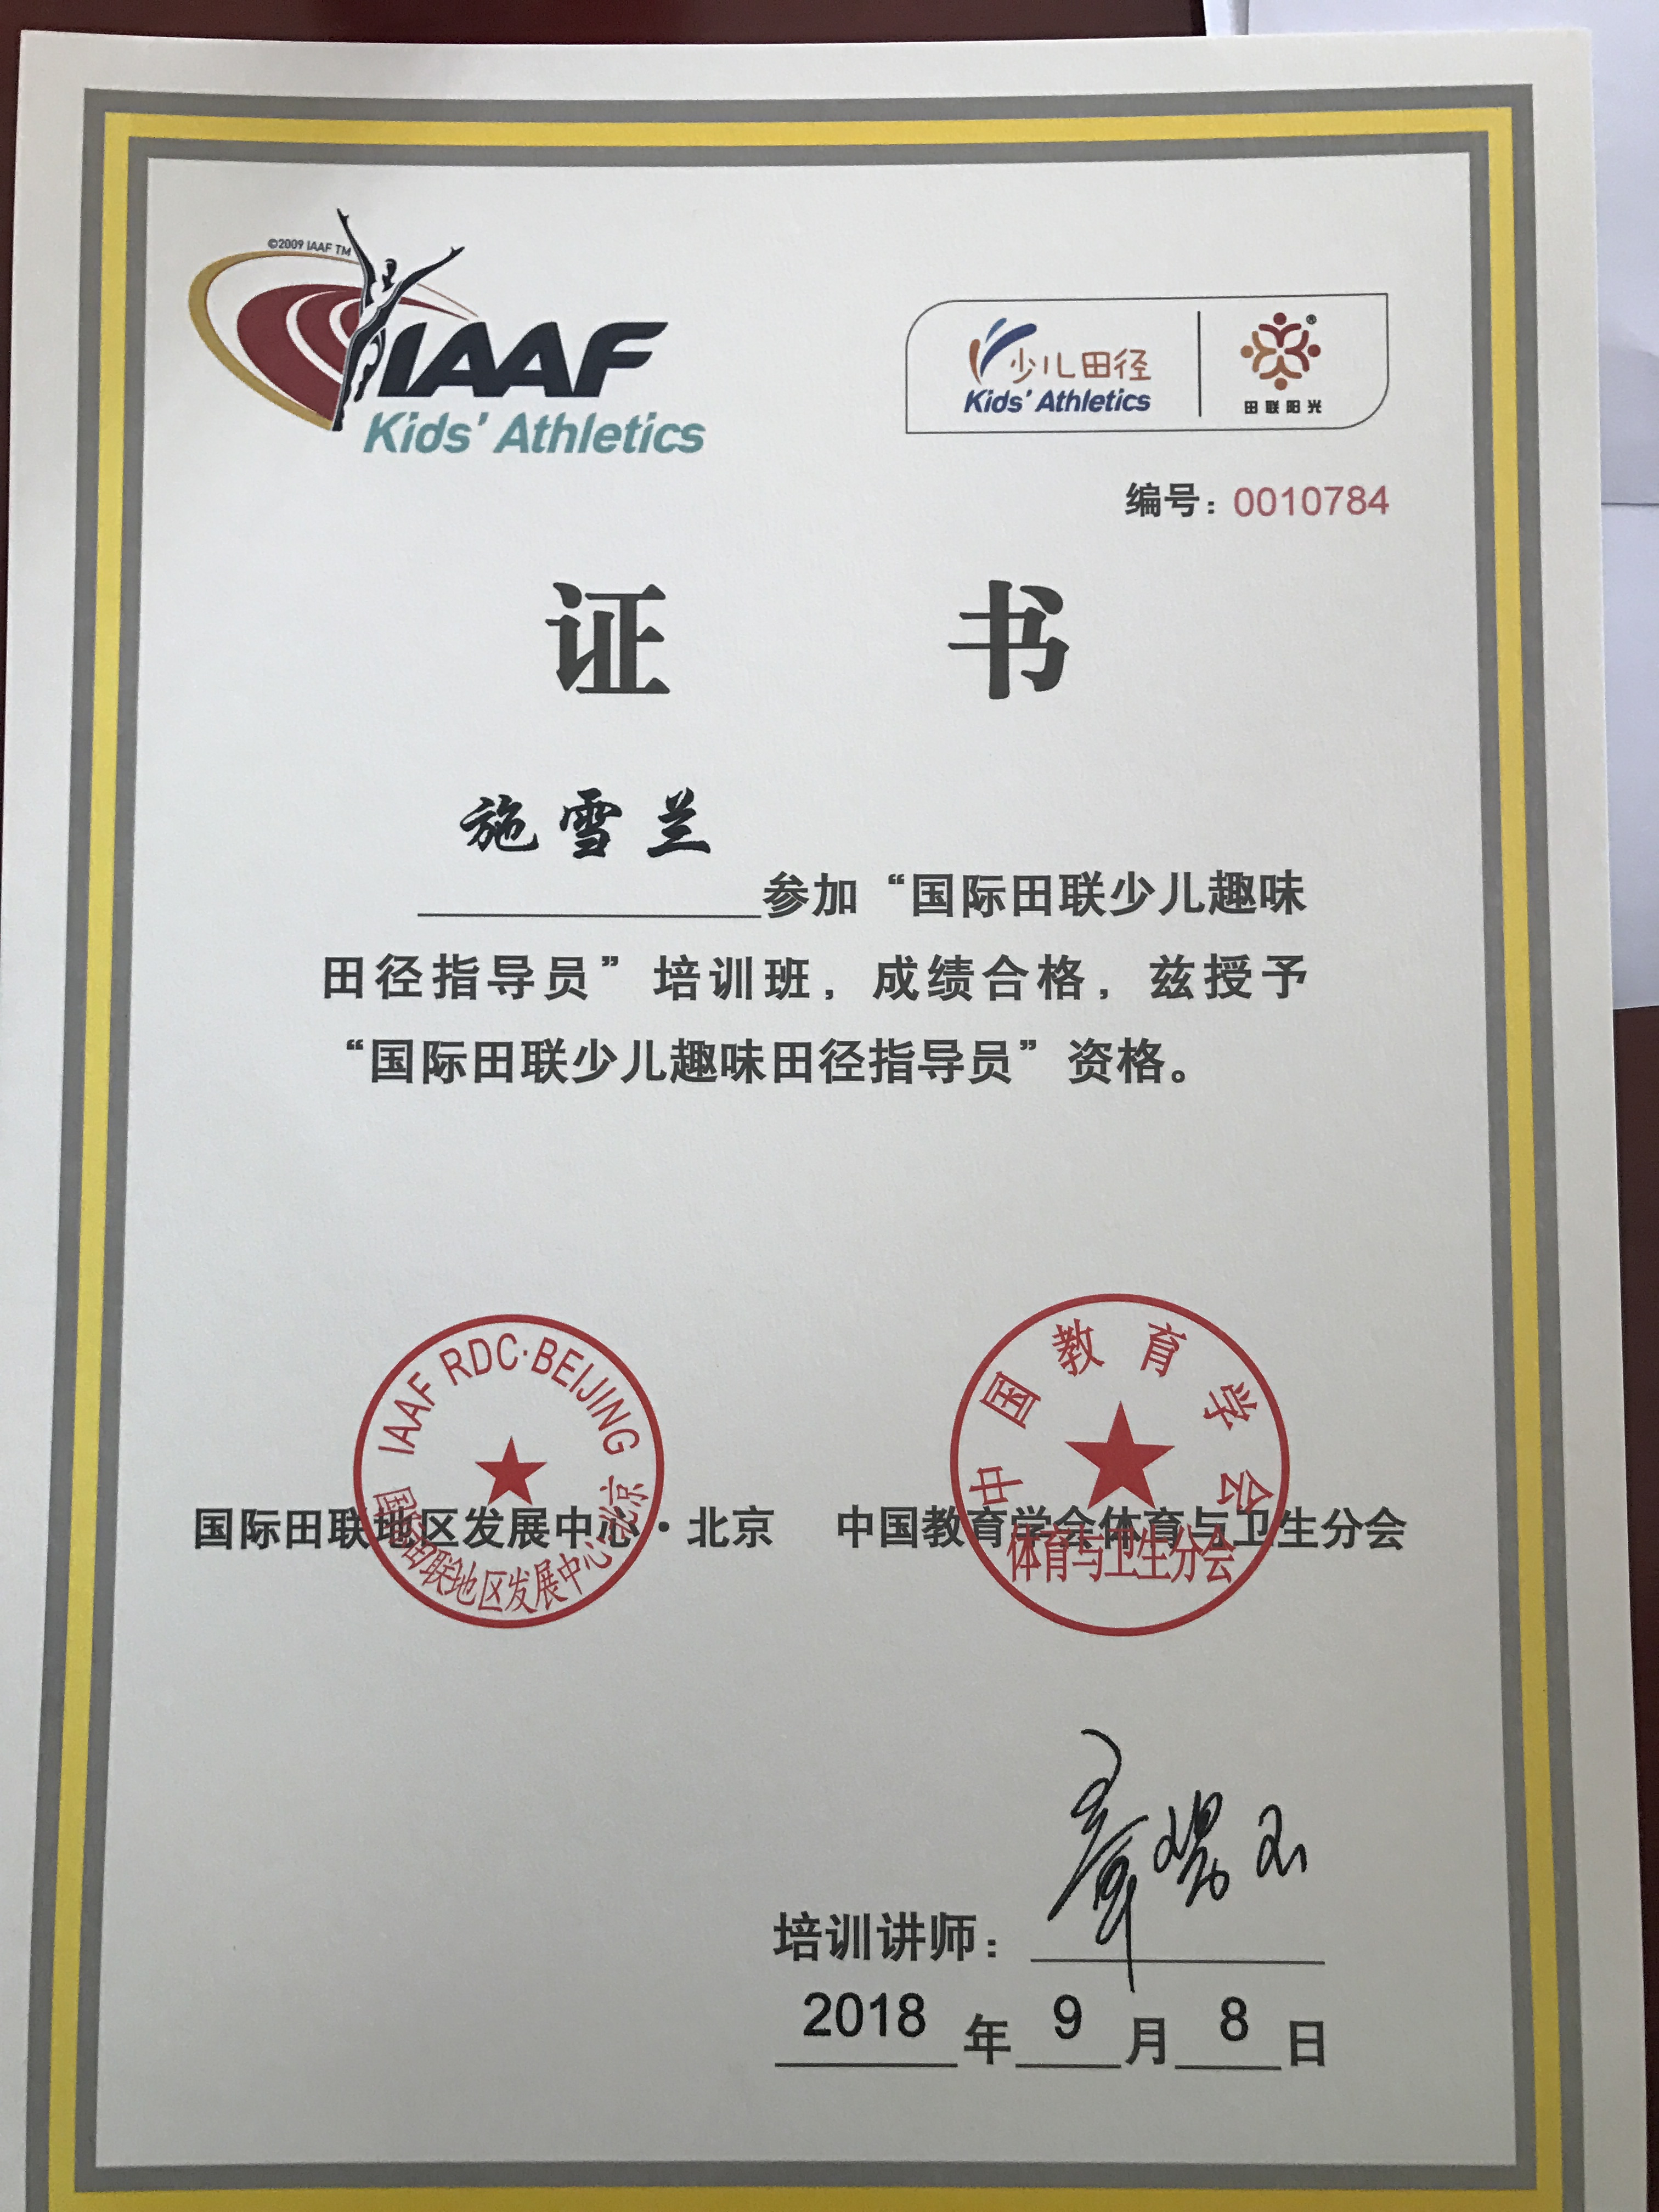 ©2009 IAAF TM
IAAF
Kids' Athletics
少儿田径
Kids' Athletics
®
田联阳光
编号：0010784
证 书
施雪兰
参加“国际田联少儿趣味
田径指导员”培训班，成绩合格，兹授予
“国际田联少儿趣味田径指导员”资格。
IAAF RDC·BEIJING
国际田联地区发展中心·北京
中国教育学会
体育与卫生分会
国际田联地区发展中心·北京 中国教育学会体育与卫生分会
培训讲师：
2018年9月8日